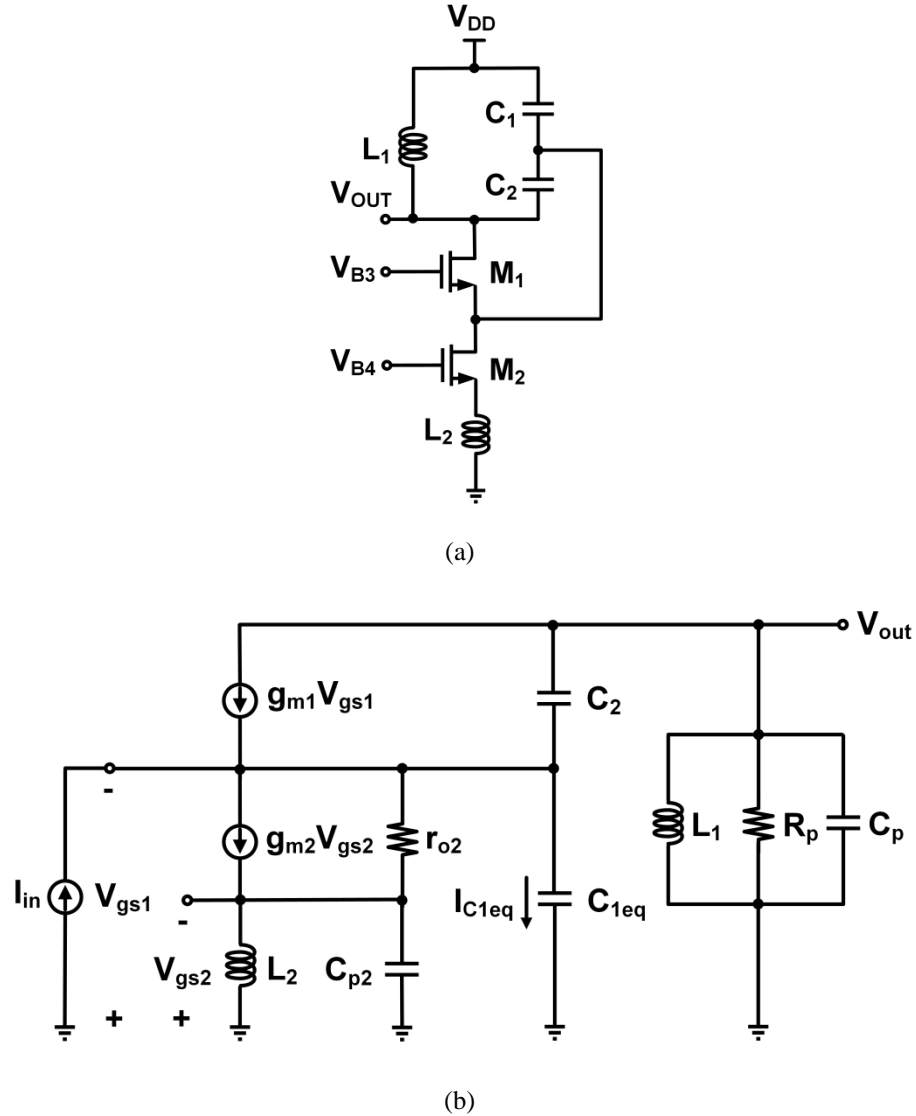 V_DD
C_1
L_1
C_2
V_OUT
V_B3
M_1
V_B4
M_2
L_2
(a)
V_out
g_m1V_gs1
C_2
-
g_m2V_gs2
r_o2
L_1
R_p
C_p
I_in
V_gs1
-
I_C1eq
C_1eq
V_gs2
L_2
C_p2
+
+
(b)